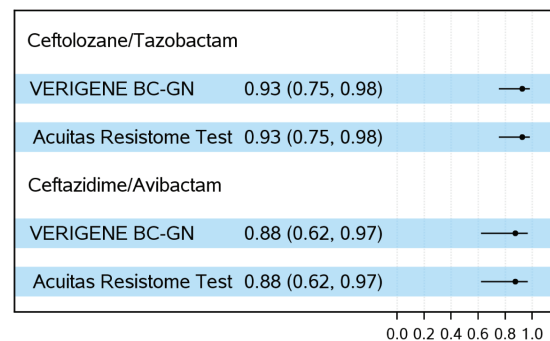 Ceftolozane/Tazobactam
VERIGENE BC-GN 0.93 (0.75, 0.98)
Acuitas Resistome Test 0.93 (0.75, 0.98)
Ceftazidime/Avibactam
VERIGENE BC-GN 0.88 (0.62, 0.97)
Acuitas Resistome Test 0.88 (0.62, 0.97)
0.0 0.2 0.4 0.6 0.8 1.0